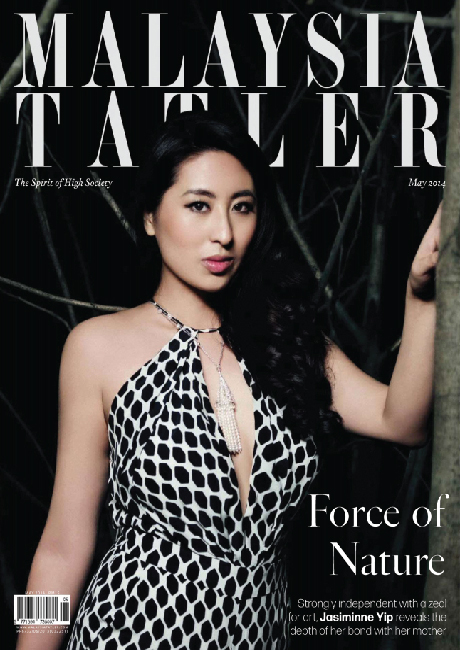 MALAYSIA
TATLER
The Spirit of High Society
May 2014
Force of
Nature
Strongly independent with a zeal
for art, Jasiminne Yip reveals the
depth of her bond with her mother